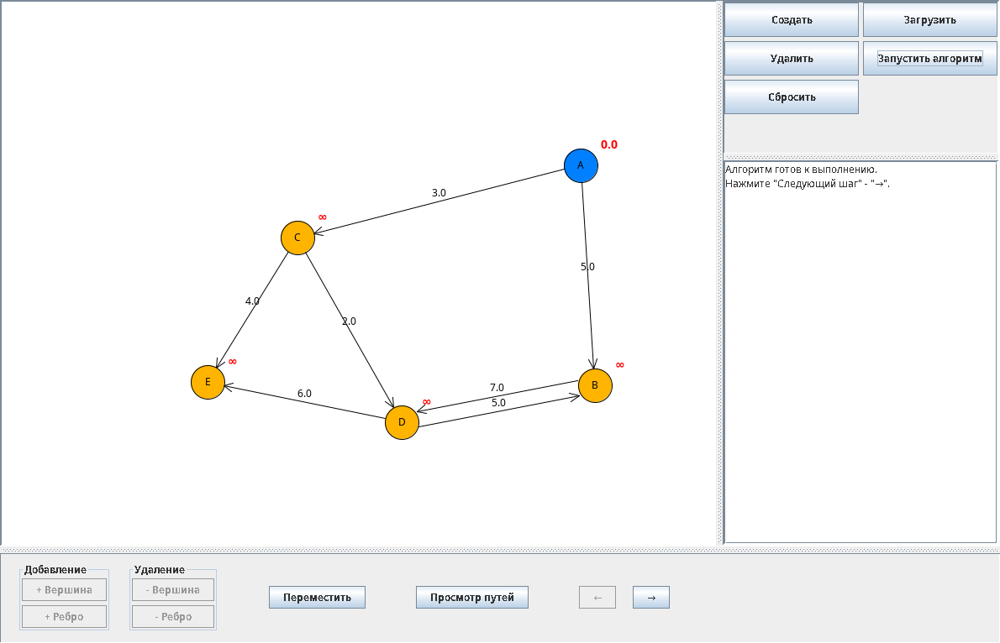 Создать
Загрузить
Удалить
Запустить алгоритм
Сбросить
Алгоритм готов к выполнению.
Нажмите "Следующий шаг" - "→".
0.0
A
3.0
∞
C
5.0
4.0
2.0
∞
E
∞
B
7.0
6.0
∞
5.0
D
Добавление
+ Вершина
+ Ребро
Удаление
- Вершина
- Ребро
Переместить
Просмотр путей
←
→